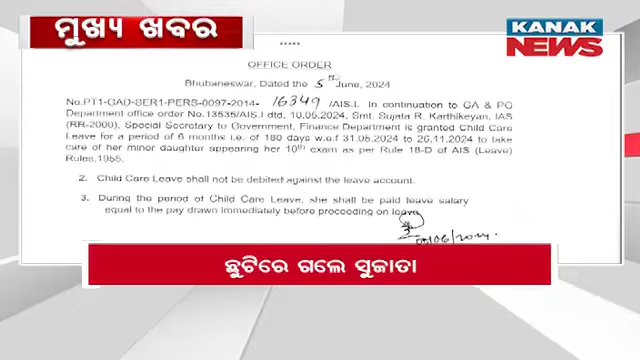 ମୁଖ୍ୟ ଖବର
KANAK
NEWS
*****
OFFICE ORDER
Bhubaneswar, Dated the 5th June, 2024
No.PT1-GAD-SER1-PERS-0097-2014- 16349 /AIS.I. In continuation to GA & PG
Department office order No.13535/AIS.I dtd, 10.05.2024, Smt. Sujata R. Karthikeyan, IAS
(RR-2000), Special Secretary to Government, Finance Department is granted Child Care
Leave for a period of 6 months i.e. of 180 days w.e.f 31.05.2024 to 26.11.2024 to take
care of her minor daughter appearing her 10th exam as per Rule 18-D of AIS (Leave)
Rules,1955.
2. Child Care Leave shall not be debited against the leave account.
3. During the period of Child Care Leave, she shall be paid leave salary
equal to the pay drawn immediately before proceeding on leave.
05/06/2024.
ଛୁଟିରେ ଗଲେ ସୁଜାତା